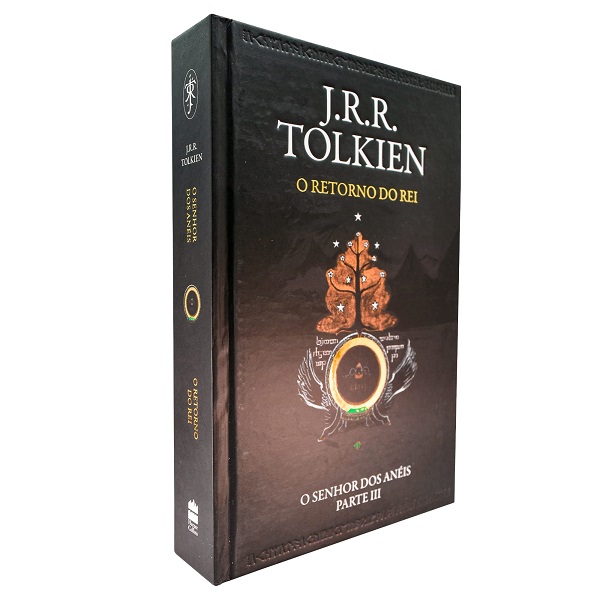 J.R.R.
TOLKIEN
O RETORNO DO REI
O SENHOR DOS ANÉIS
PARTE III
J.R.R.
TOLKIEN
O SENHOR
DOS ANÉIS
O RETORNO
DO REI